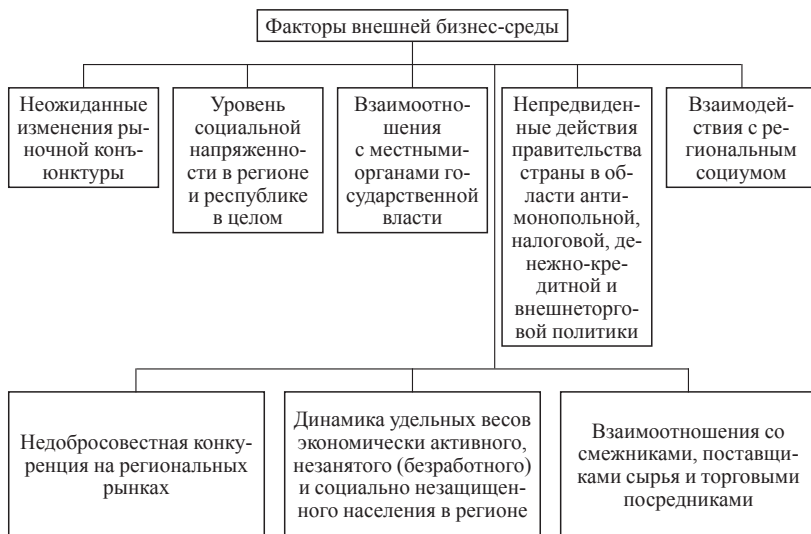 Факторы внешней бизнес-среды
Неожиданные
изменения ры-
ночной конъ-
юнктуры
Уровень
социальной
напряженно-
сти в регионе
и республике
в целом
Взаимоотно-
шения
с местными-
органами го-
сударственной
власти
Непредвиден-
ные действия
правительства
страны в об-
ласти анти-
монопольной,
налоговой, де-
нежно-кре-
дитной и
внешнеторго-
вой политики
Взаимодей-
ствия с ре-
гиональным
социумом
Недобросовестная конку-
ренция на региональных
рынках
Динамика удельных весов
экономически активного,
незанятого (безработного)
и социально незащищен-
ного населения в регионе
Взаимоотношения со
смежниками, поставщи-
ками сырья и торговыми
посредниками